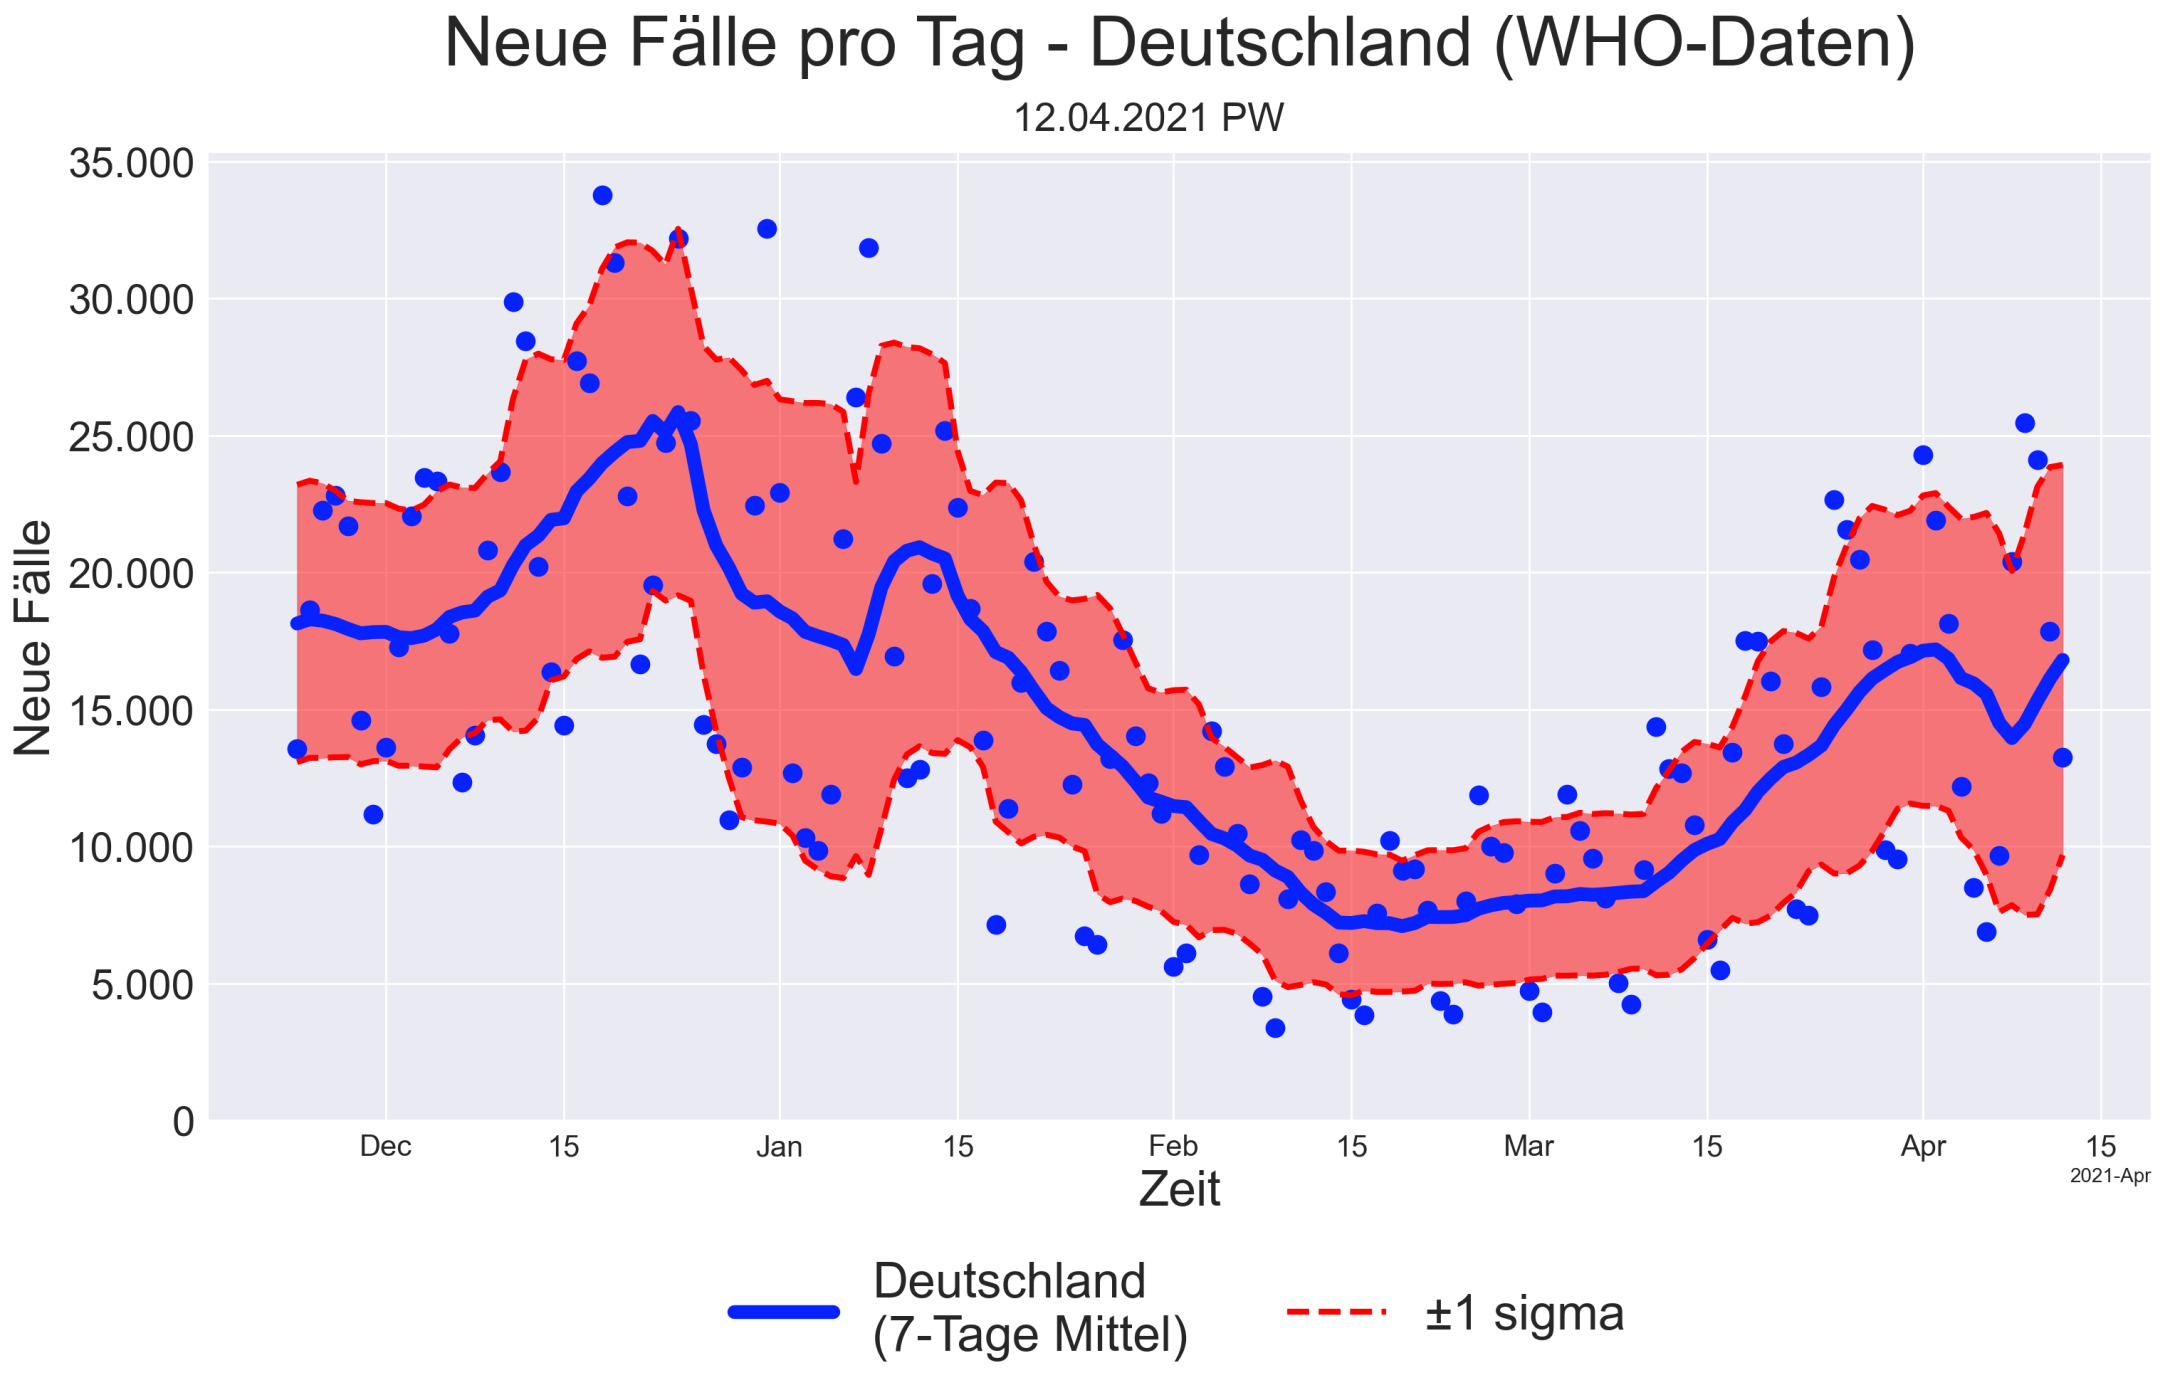 Neue Fälle pro Tag - Deutschland (WHO-Daten)
12.04.2021 PW
35.000
30.000
25.000
20.000
15.000
10.000
5.000
0
Neue Fälle
Dec 15 Jan 15 Feb 15 Mar 15 Apr 15
2021-Apr
Zeit
Deutschland
(7-Tage Mittel)
±1 sigma